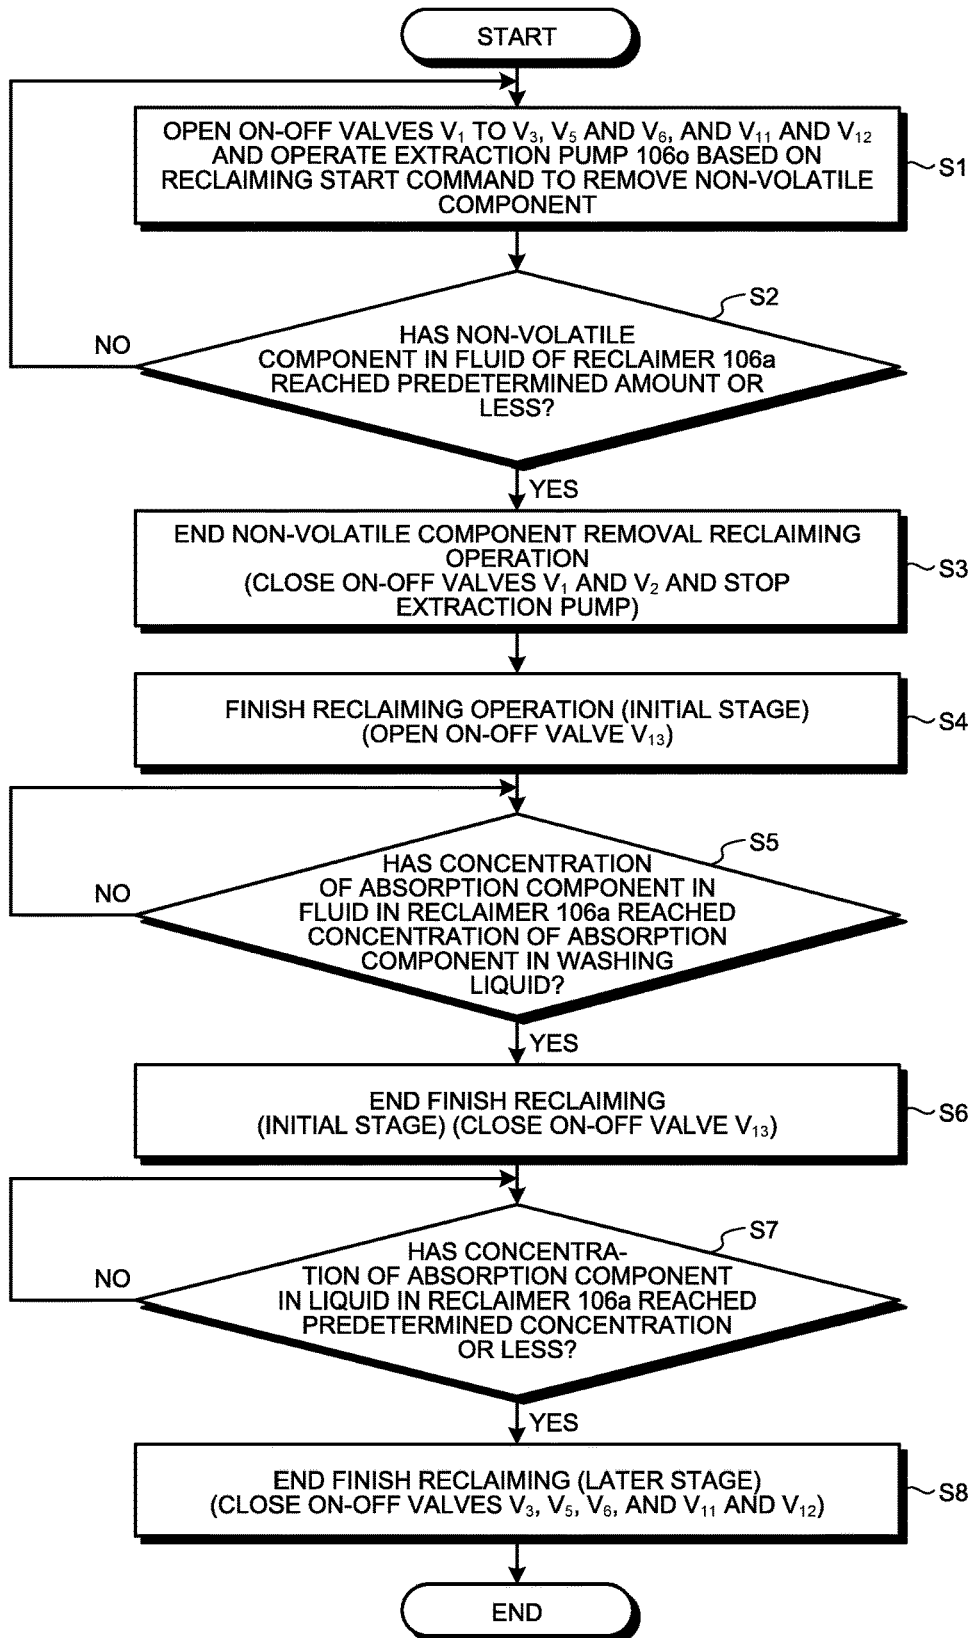 START
OPEN ON-OFF VALVES V₁ TO V₃, V₅ AND V₆, AND V₁₁ AND V₁₂
AND OPERATE EXTRACTION PUMP 106o BASED ON
RECLAIMING START COMMAND TO REMOVE NON-VOLATILE
COMPONENT
S1
S2
HAS NON-VOLATILE
COMPONENT IN FLUID OF RECLAIMER 106a
REACHED PREDETERMINED AMOUNT OR
LESS?
NO
YES
END NON-VOLATILE COMPONENT REMOVAL RECLAIMING
OPERATION
(CLOSE ON-OFF VALVES V₁ AND V₂ AND STOP
EXTRACTION PUMP)
S3
FINISH RECLAIMING OPERATION (INITIAL STAGE)
(OPEN ON-OFF VALVE V₁₃)
S4
S5
HAS CONCENTRATION
OF ABSORPTION COMPONENT IN
FLUID IN RECLAIMER 106a REACHED
CONCENTRATION OF ABSORPTION
COMPONENT IN WASHING
LIQUID?
NO
YES
END FINISH RECLAIMING
(INITIAL STAGE) (CLOSE ON-OFF VALVE V₁₃)
S6
S7
HAS CONCENTRA-
TION OF ABSORPTION COMPONENT
IN LIQUID IN RECLAIMER 106a REACHED
PREDETERMINED CONCENTRATION
OR LESS?
NO
YES
END FINISH RECLAIMING (LATER STAGE)
(CLOSE ON-OFF VALVES V₃, V₅, V₆, AND V₁₁ AND V₁₂)
S8
END